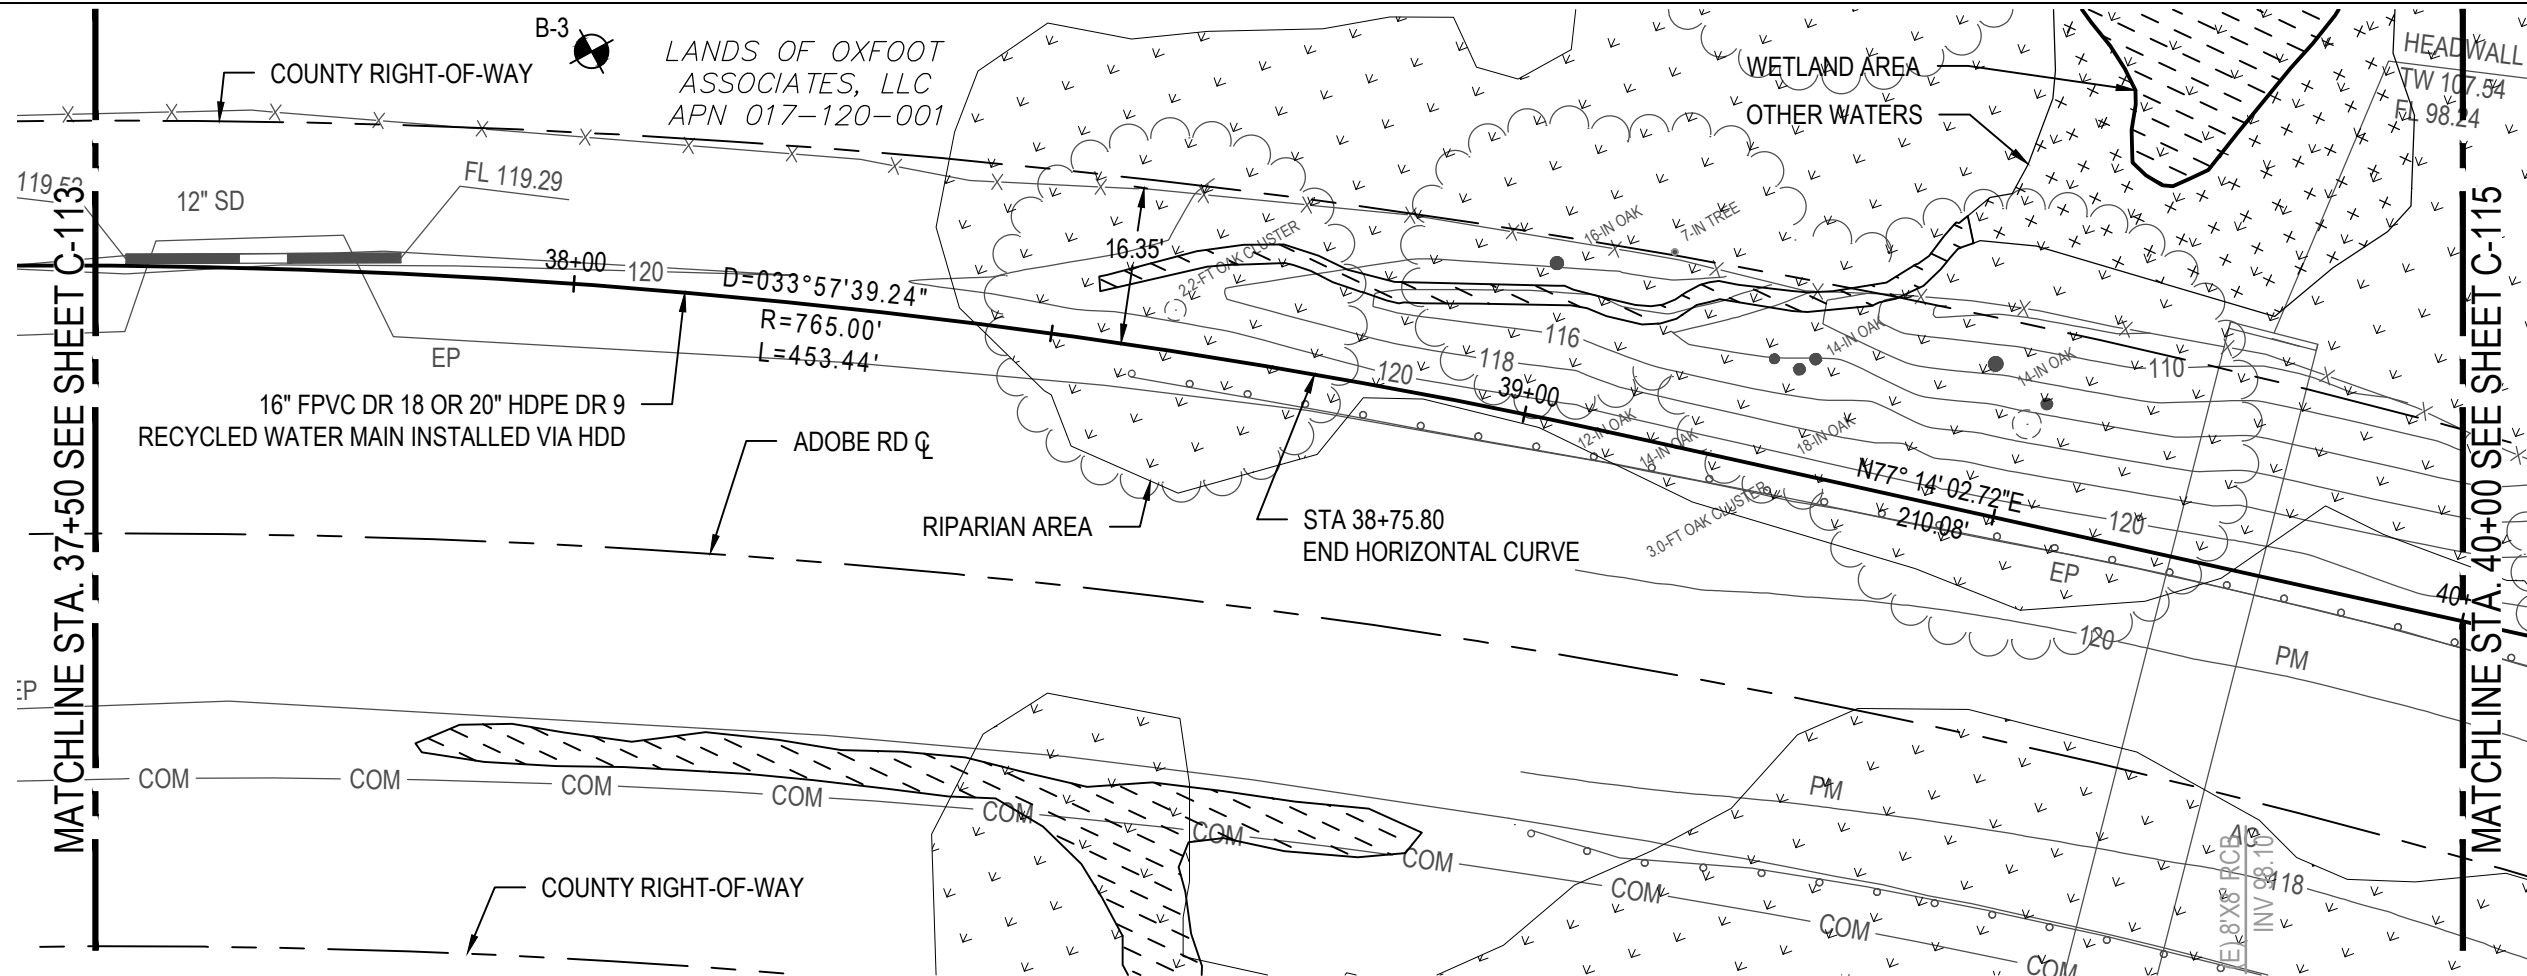 B-3
LANDS OF OXFOOT
ASSOCIATES, LLC
APN 017-120-001
COUNTY RIGHT-OF-WAY
WETLAND AREA
OTHER WATERS
HEADWALL
TW 107.54
FL 98.24
MATCHLINE STA. 37+50 SEE SHEET C-113
12" SD
FL 119.29
38+00
120
D=033°57'39.24"
R=765.00'
L=453.44'
16.35'
2.2-FT OAK CLUSTER
16-IN OAK
7-IN TREE
116
118
120
14-IN OAK
14-IN OAK
110
EP
39+00
12-IN OAK
14-IN OAK
18-IN OAK
3.0-FT OAK CLUSTER
16" FPVC DR 18 OR 20" HDPE DR 9
RECYCLED WATER MAIN INSTALLED VIA HDD
ADOBE RD ℄
RIPARIAN AREA
STA 38+75.80
END HORIZONTAL CURVE
N77° 14' 02.72"E
210.08'
120
EP
120
PM
MATCHLINE STA. 40+00 SEE SHEET C-115
EP
COM
COM
COM
COM
COM
COM
COM
COM
COM
COM
PM
COUNTY RIGHT-OF-WAY
118
8'X8' RCB
INV 98.10